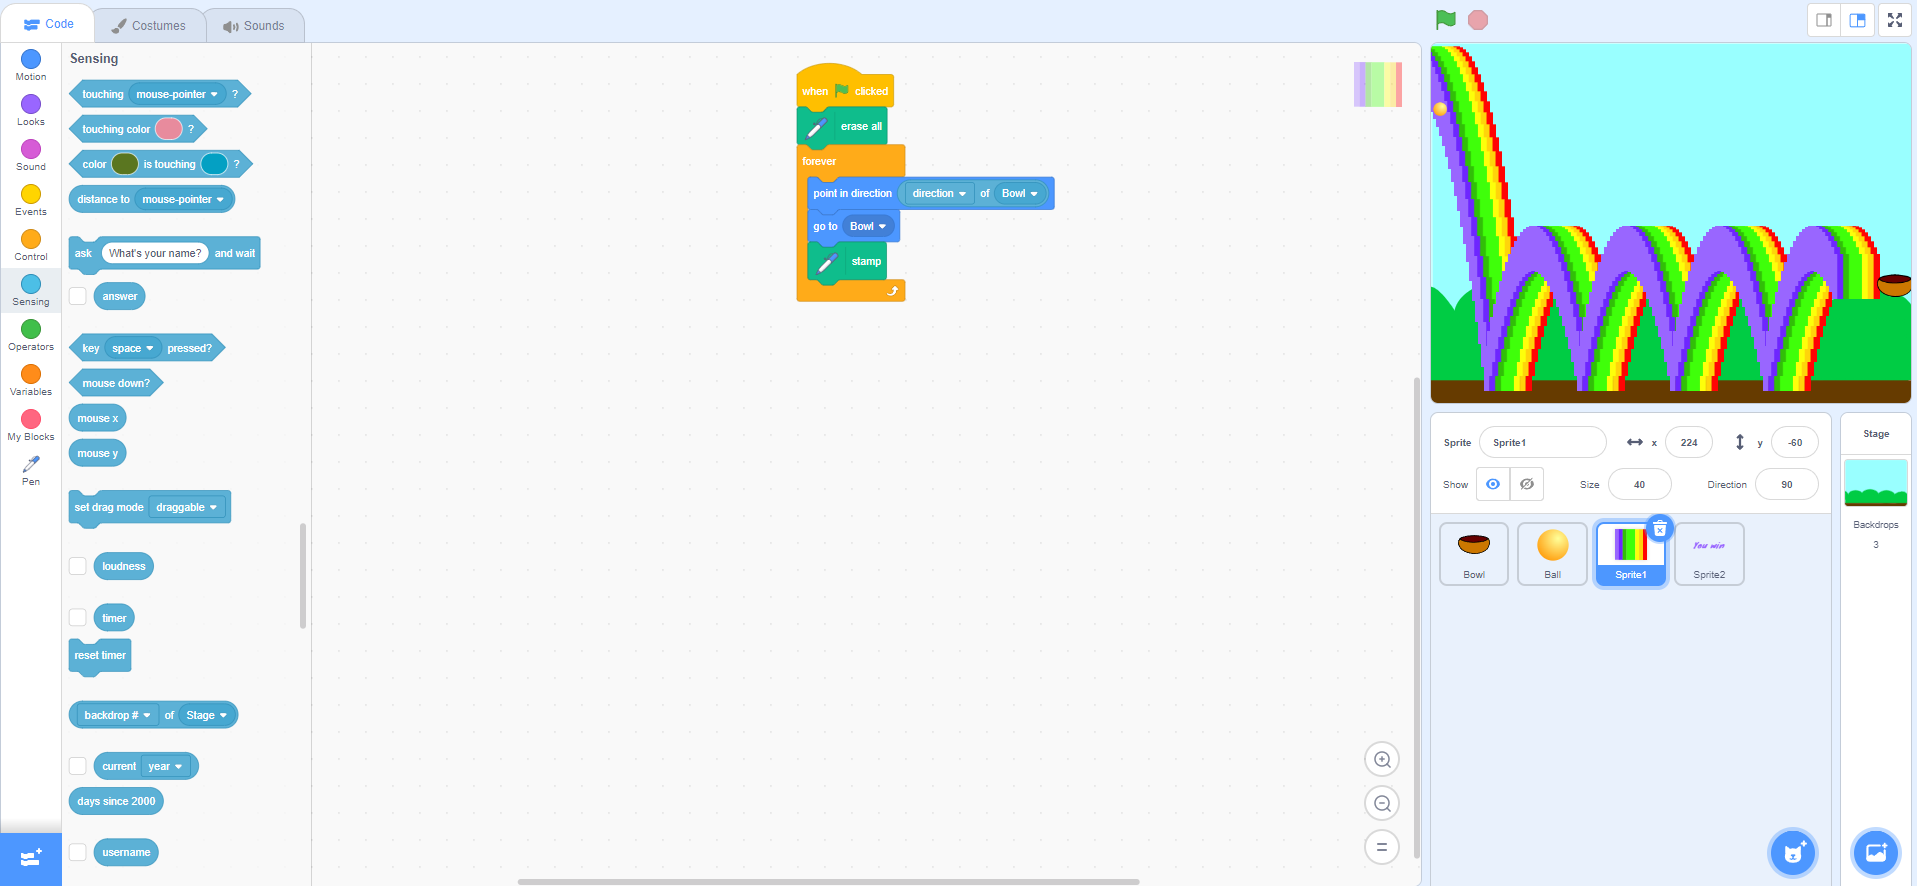 Code
Costumes
Sounds
Motion
Looks
Sound
Events
Control
Sensing
Operators
Variables
My Blocks
Pen
Sensing
touching mouse-pointer ?
touching color ?
color is touching ?
distance to mouse-pointer
ask What's your name? and wait
answer
key space pressed?
mouse down?
mouse x
mouse y
set drag mode draggable
loudness
timer
reset timer
backdrop # of Stage
current year
days since 2000
username
when clicked
erase all
forever
point in direction direction of Bowl
go to Bowl
stamp
Sprite Sprite1 x 224 y -60
Show Size 40 Direction 90
Bowl
Ball
Sprite1
You win
Sprite2
Stage
Backdrops
3